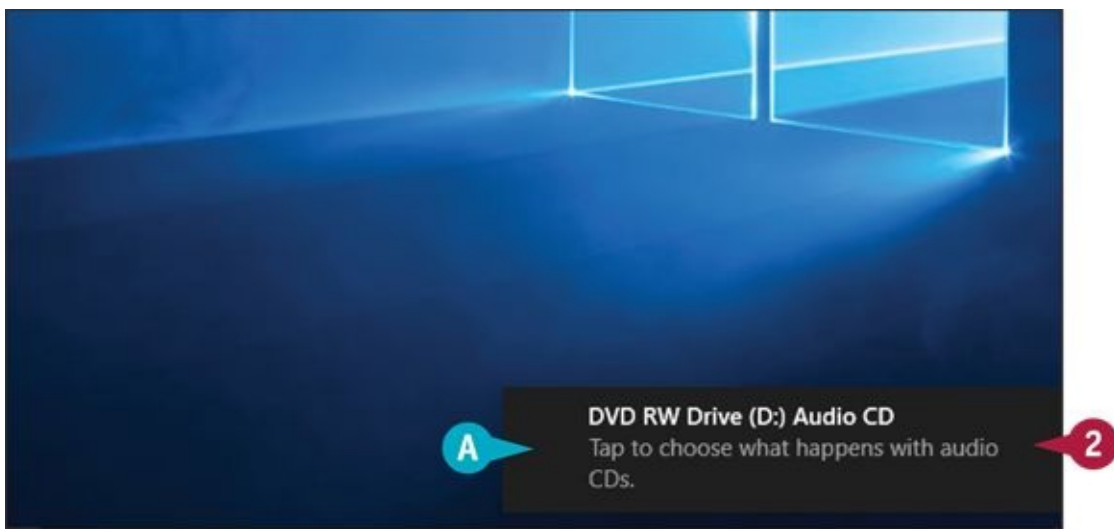 DVD RW Drive (D:) Audio CD
A
Tap to choose what happens with audio
2
CDs.